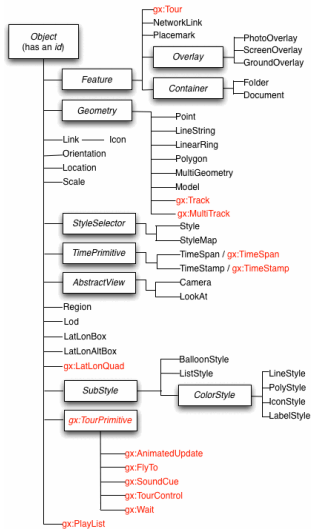 Object
(has an id)
gx:Tour
NetworkLink
Placemark
Feature
Overlay
PhotoOverlay
ScreenOverlay
GroundOverlay
Container
Folder
Document
Geometry
Point
LineString
LinearRing
Polygon
MultiGeometry
Model
gx:Track
gx:MultiTrack
Link
Icon
Orientation
Location
Scale
StyleSelector
Style
StyleMap
TimePrimitive
TimeSpan / gx:TimeSpan
TimeStamp / gx:TimeStamp
AbstractView
Camera
LookAt
Region
Lod
LatLonBox
LatLonAltBox
gx:LatLonQuad
SubStyle
BalloonStyle
ListStyle
ColorStyle
LineStyle
PolyStyle
IconStyle
LabelStyle
gx:TourPrimitive
gx:AnimatedUpdate
gx:FlyTo
gx:SoundCue
gx:TourControl
gx:Wait
gx:PlayList